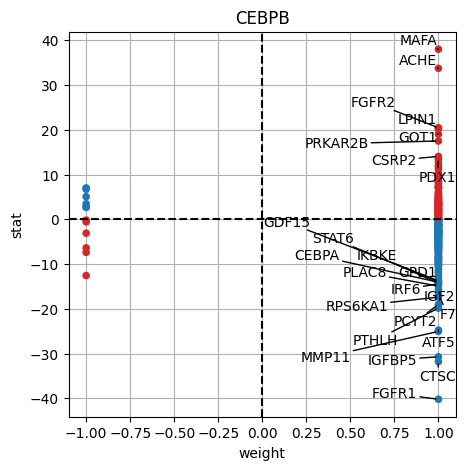 CEBPB
MAFA
ACHE
FGFR2
LPIN1
GOT1
PRKAR2B
CSRP2
PDX1
GDF15
STAT6
IKBKE
CEBPA
PLAC8
GPD1
IRF6
IGF2
RPS6KA1
F7
PCYT2
PTHLH
ATF5
MMP11
IGFBP5
CTSC
FGFR1
stat
40
30
20
10
0
−10
−20
−30
−40
−1.00 −0.75 −0.50 −0.25 0.00 0.25 0.50 0.75 1.00
weight